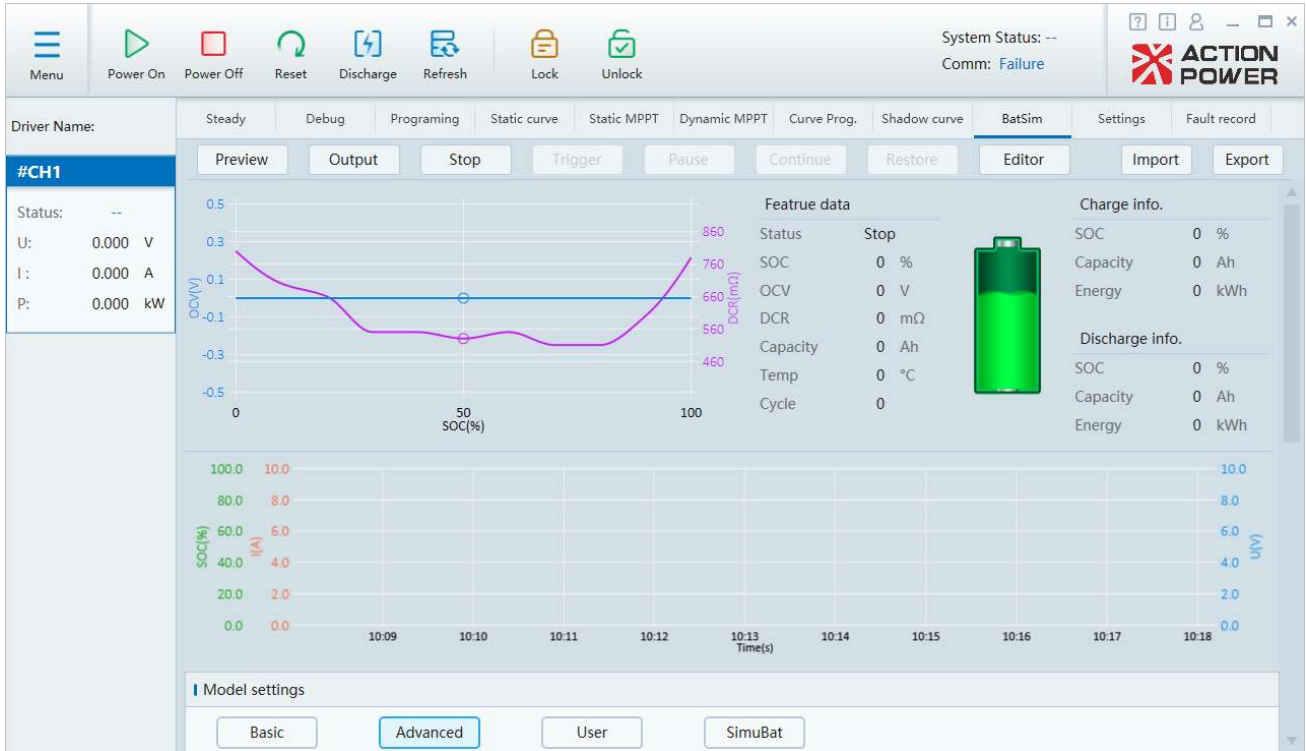 Menu
Power On
Power Off
Reset
Discharge
Refresh
Lock
Unlock
System Status: --
Comm: Failure
ACTION
POWER
Driver Name:
#CH1
Status: --
U: 0.000 V
I : 0.000 A
P: 0.000 kW
Steady Debug Programing Static curve Static MPPT Dynamic MPPT Curve Prog. Shadow curve BatSim Settings Fault record
Preview Output Stop Trigger Pause Continue Restore Editor Import Export
OCV(V)
0.5
0.3
0.1
-0.1
-0.3
-0.5
0 50 100
SOC(%)
860
760
660
560
460
DCR(mΩ)
Featrue data
Status Stop
SOC 0 %
OCV 0 V
DCR 0 mΩ
Capacity 0 Ah
Temp 0 °C
Cycle 0
Charge info.
SOC 0 %
Capacity 0 Ah
Energy 0 kWh
Discharge info.
SOC 0 %
Capacity 0 Ah
Energy 0 kWh
SOC(%)
100.0
80.0
60.0
40.0
20.0
0.0
I(A)
10.0
8.0
6.0
4.0
2.0
0.0
10:09 10:10 10:11 10:12 10:13 10:14 10:15 10:16 10:17 10:18
Time(s)
10.0
8.0
6.0
4.0
2.0
0.0
U(V)
Model settings
Basic Advanced User SimuBat